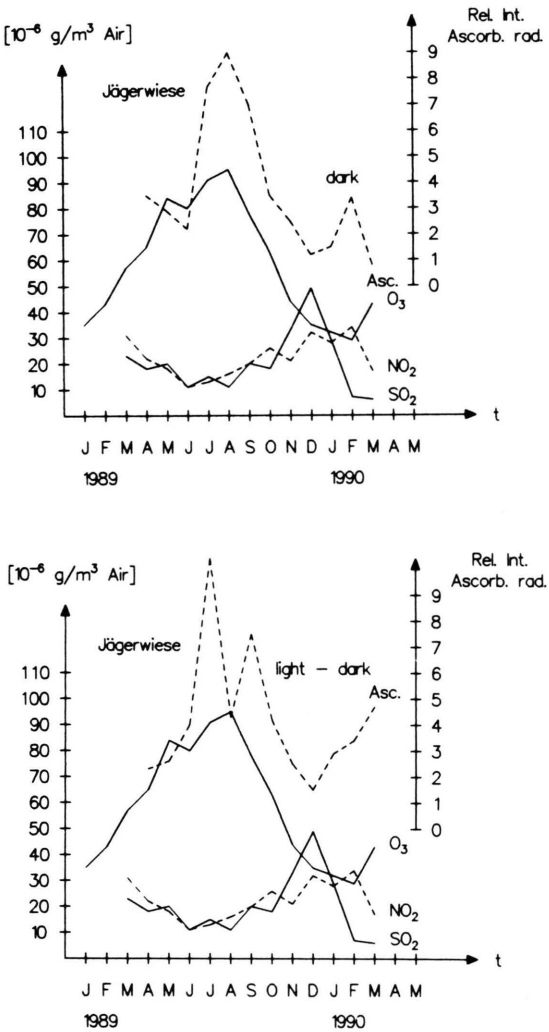 [10⁻⁶ g/m³ Air]
Rel. Int.
Ascorb. rad.
Jägerwiese
dark
9
8
7
6
5
4
3
2
1
0
110
100
90
80
70
60
50
40
30
20
10
Asc.
O₃
NO₂
SO₂
t
J F M A M J J A S O N D J F M A M
1989 1990
[10⁻⁶ g/m³ Air]
Rel. Int.
Ascorb. rad.
Jägerwiese
light – dark
Asc.
9
8
7
6
5
4
3
2
1
0
110
100
90
80
70
60
50
40
30
20
10
O₃
NO₂
SO₂
t
J F M A M J J A S O N D J F M A M
1989 1990